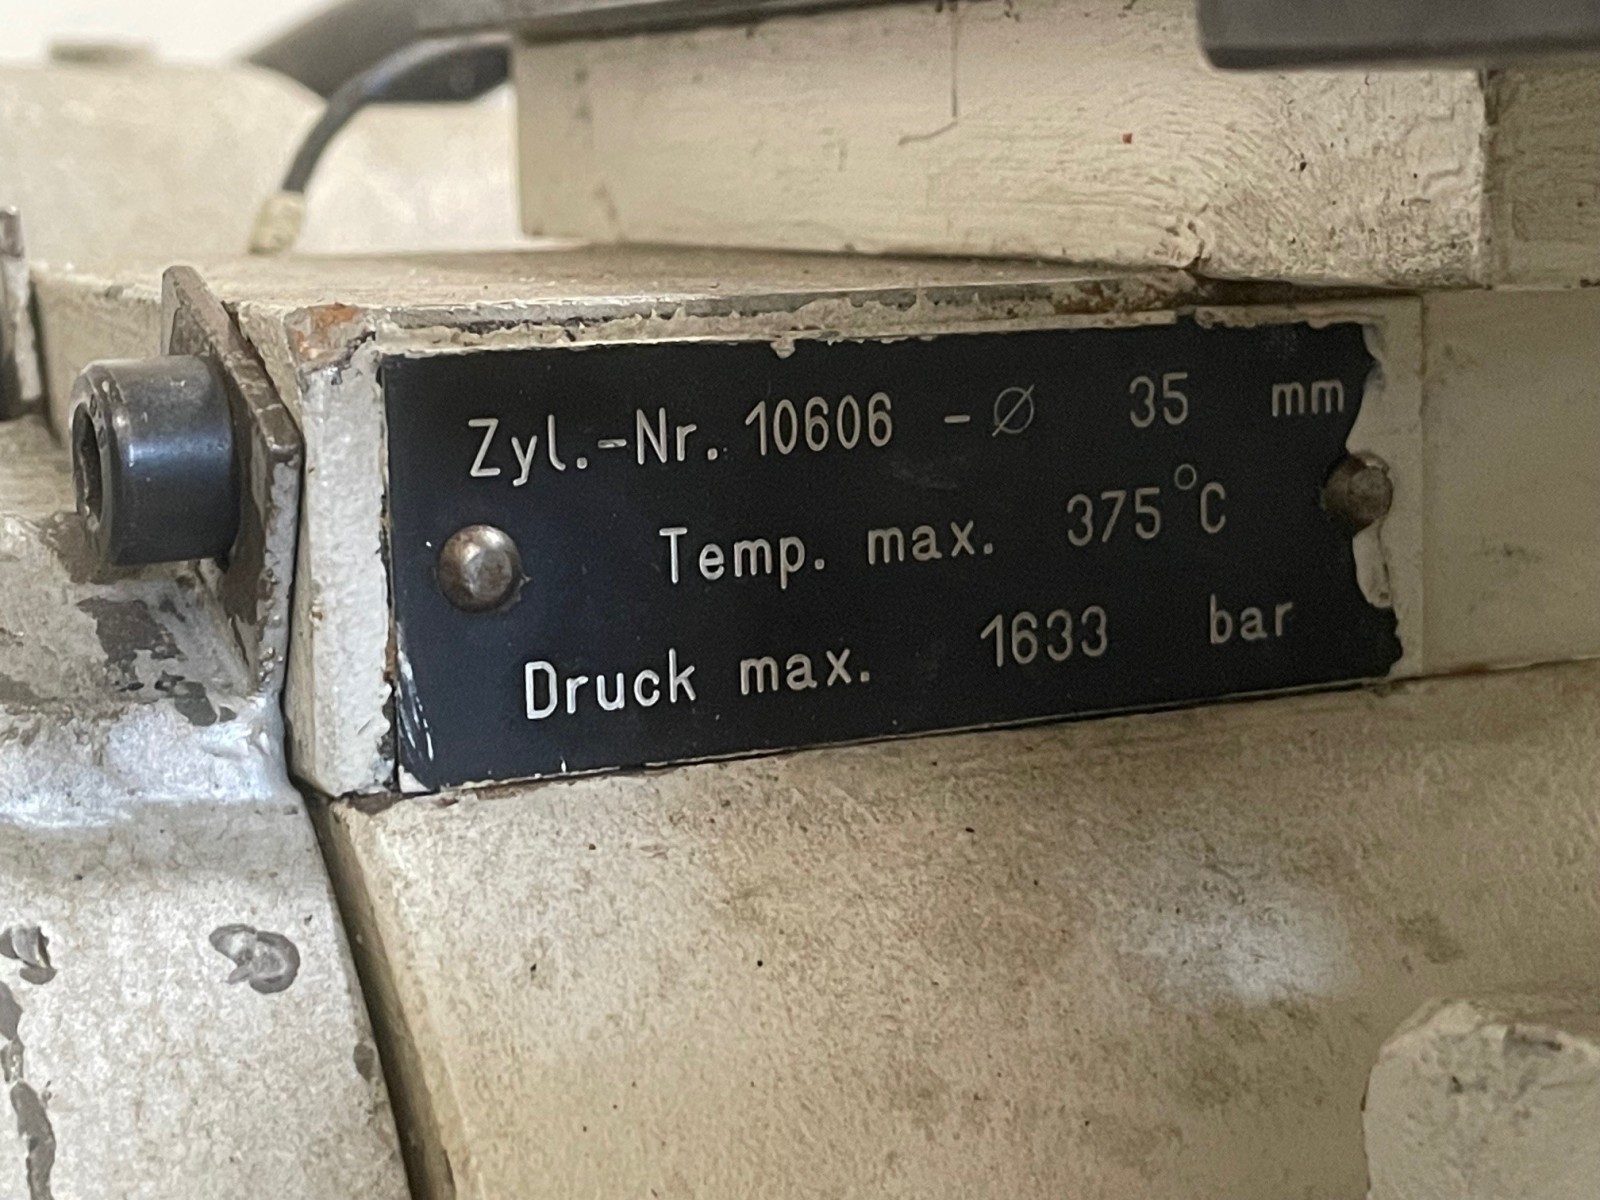 Zyl.-Nr. 10606 - Ø 35 mm
Temp. max. 375°C
Druck max. 1633 bar